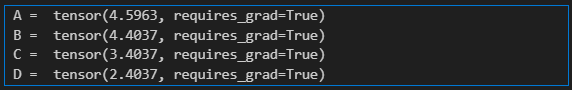 A =  tensor(4.5963, requires_grad=True)
B =  tensor(4.4037, requires_grad=True)
C =  tensor(3.4037, requires_grad=True)
D =  tensor(2.4037, requires_grad=True)